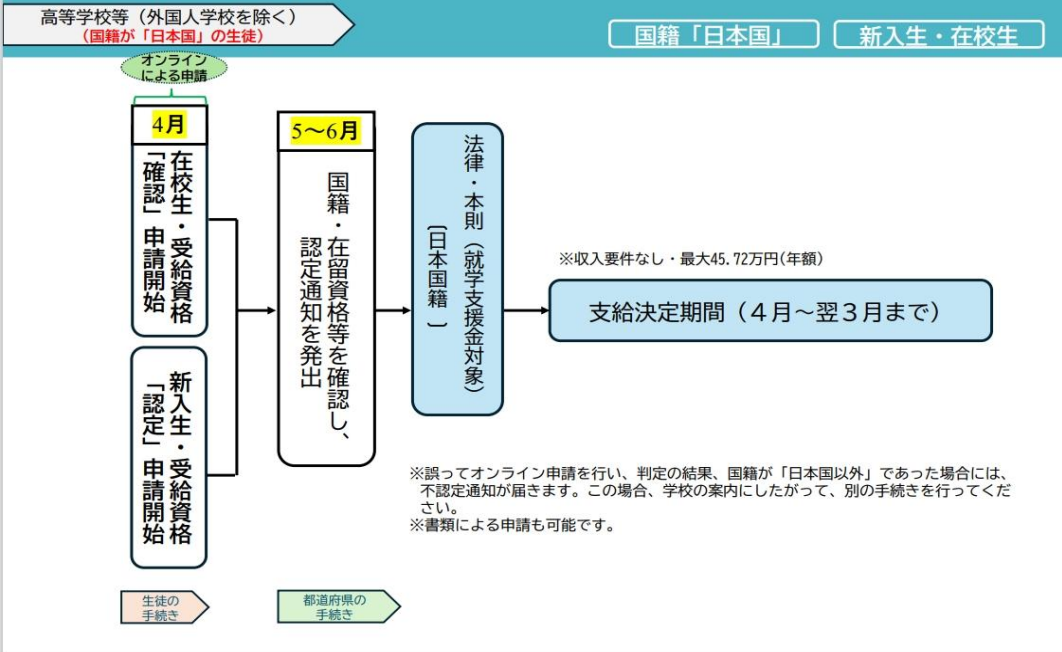 高等学校等（外国人学校を除く）
（国籍が「日本国」の生徒）
国籍「日本国」
新入生・在校生
オンライン
による申請
4月
在校生・受給資格
「確認」申請開始
新入生・受給資格
「認定」申請開始
5～6月
国籍・在留資格等を確認し、
認定通知を発出
法律・本則（就学支援金対象）
〔日本国籍〕
※収入要件なし・最大45.72万円(年額)
支給決定期間（４月～翌３月まで）
※誤ってオンライン申請を行い、判定の結果、国籍が「日本国以外」であった場合には、
不認定通知が届きます。この場合、学校の案内にしたがって、別の手続きを行ってくだ
さい。
※書類による申請も可能です。
生徒の
手続き
都道府県の
手続き